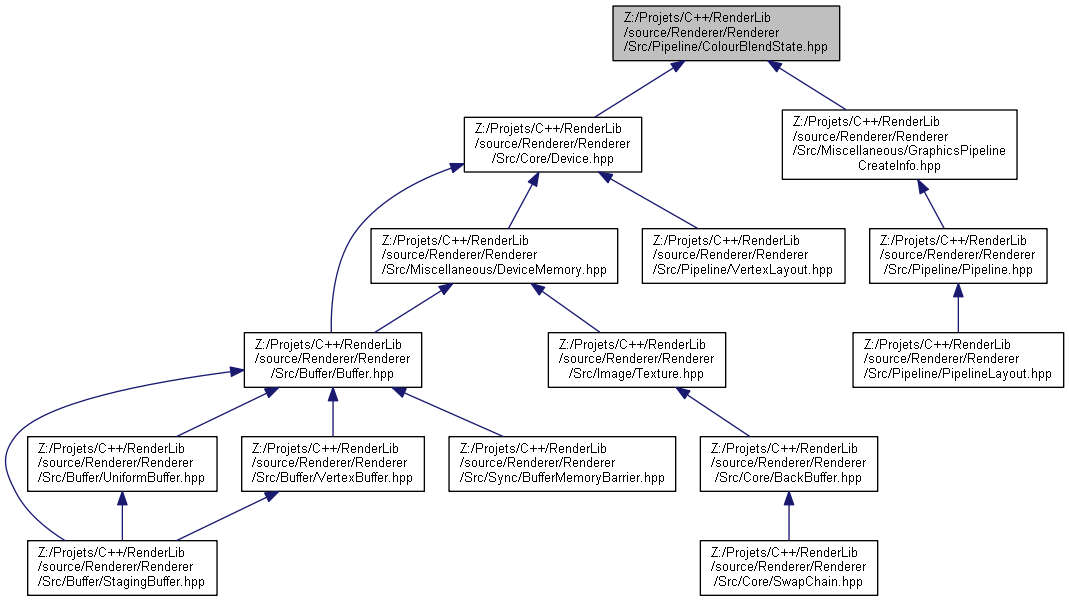 Z:/Projets/C++/RenderLib
/source/Renderer/Renderer
/Src/Pipeline/ColourBlendState.hpp
Z:/Projets/C++/RenderLib
/source/Renderer/Renderer
/Src/Core/Device.hpp
Z:/Projets/C++/RenderLib
/source/Renderer/Renderer
/Src/Miscellaneous/GraphicsPipeline
CreateInfo.hpp
Z:/Projets/C++/RenderLib
/source/Renderer/Renderer
/Src/Miscellaneous/DeviceMemory.hpp
Z:/Projets/C++/RenderLib
/source/Renderer/Renderer
/Src/Pipeline/VertexLayout.hpp
Z:/Projets/C++/RenderLib
/source/Renderer/Renderer
/Src/Pipeline/Pipeline.hpp
Z:/Projets/C++/RenderLib
/source/Renderer/Renderer
/Src/Buffer/Buffer.hpp
Z:/Projets/C++/RenderLib
/source/Renderer/Renderer
/Src/Image/Texture.hpp
Z:/Projets/C++/RenderLib
/source/Renderer/Renderer
/Src/Pipeline/PipelineLayout.hpp
Z:/Projets/C++/RenderLib
/source/Renderer/Renderer
/Src/Buffer/UniformBuffer.hpp
Z:/Projets/C++/RenderLib
/source/Renderer/Renderer
/Src/Buffer/VertexBuffer.hpp
Z:/Projets/C++/RenderLib
/source/Renderer/Renderer
/Src/Sync/BufferMemoryBarrier.hpp
Z:/Projets/C++/RenderLib
/source/Renderer/Renderer
/Src/Core/BackBuffer.hpp
Z:/Projets/C++/RenderLib
/source/Renderer/Renderer
/Src/Buffer/StagingBuffer.hpp
Z:/Projets/C++/RenderLib
/source/Renderer/Renderer
/Src/Core/SwapChain.hpp